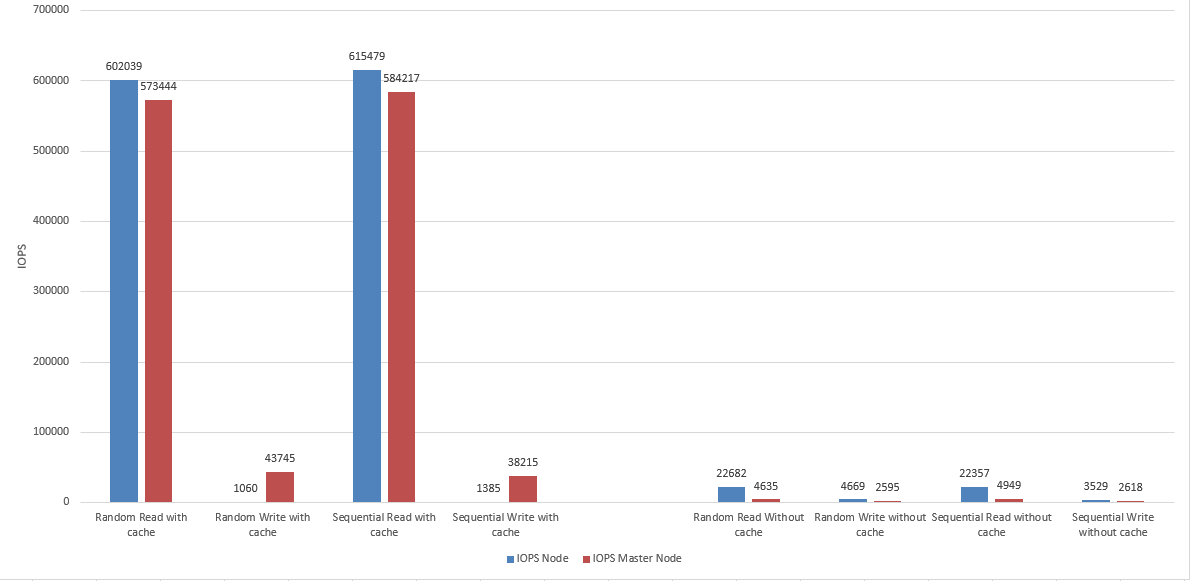 700000
600000
500000
400000
300000
200000
100000
0
IOPS
602039
573444
1060
43745
615479
584217
1385
38215
22682
4635
4669
2595
22357
4949
3529
2618
Random Read with
cache
Random Write with
cache
Sequential Read with
cache
Sequential Write with
cache
Random Read Without
cache
Random Write without
cache
Sequential Read without
cache
Sequential Write
without cache
IOPS Node
IOPS Master Node